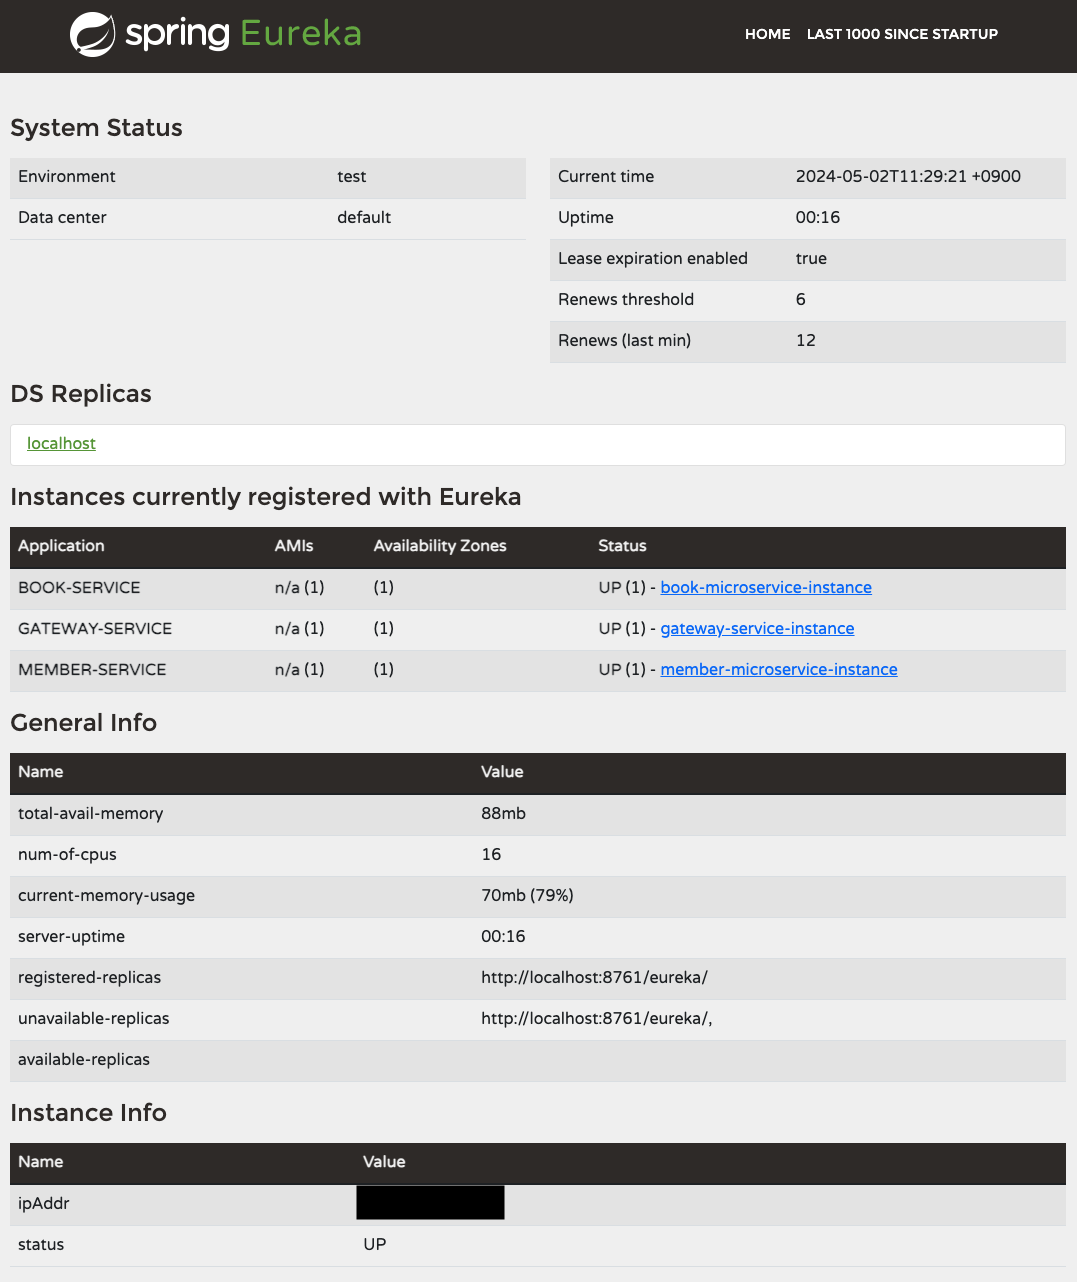 spring Eureka
HOME LAST 1000 SINCE STARTUP
System Status
Environment test
Data center default
Current time 2024-05-02T11:29:21 +0900
Uptime 00:16
Lease expiration enabled true
Renews threshold 6
Renews (last min) 12
DS Replicas
localhost
Instances currently registered with Eureka
Application AMIs Availability Zones Status
BOOK-SERVICE n/a (1) (1) UP (1) - book-microservice-instance
GATEWAY-SERVICE n/a (1) (1) UP (1) - gateway-service-instance
MEMBER-SERVICE n/a (1) (1) UP (1) - member-microservice-instance
General Info
Name Value
total-avail-memory 88mb
num-of-cpus 16
current-memory-usage 70mb (79%)
server-uptime 00:16
registered-replicas http://localhost:8761/eureka/
unavailable-replicas http://localhost:8761/eureka/,
available-replicas
Instance Info
Name Value
ipAddr
status UP